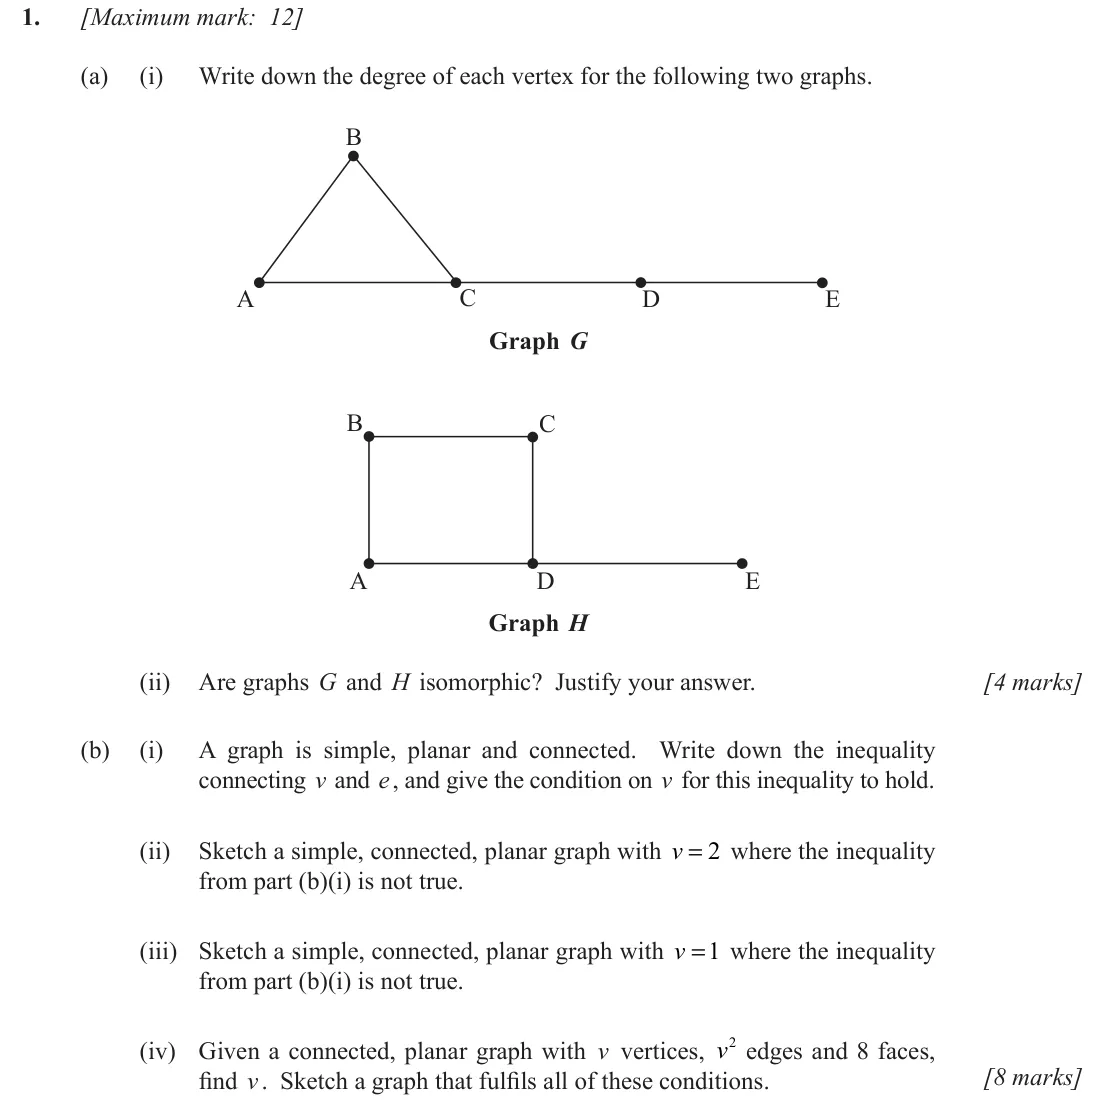 1. [Maximum mark: 12]
(a) (i) Write down the degree of each vertex for the following two graphs.
B
A
C
D
E
Graph G
B
C
A
D
E
Graph H
(ii) Are graphs G and H isomorphic? Justify your answer. [4 marks]
(b) (i) A graph is simple, planar and connected. Write down the inequality
connecting v and e, and give the condition on v for this inequality to hold.
(ii) Sketch a simple, connected, planar graph with v = 2 where the inequality
from part (b)(i) is not true.
(iii) Sketch a simple, connected, planar graph with v = 1 where the inequality
from part (b)(i) is not true.
(iv) Given a connected, planar graph with v vertices, v² edges and 8 faces,
find v. Sketch a graph that fulfils all of these conditions. [8 marks]